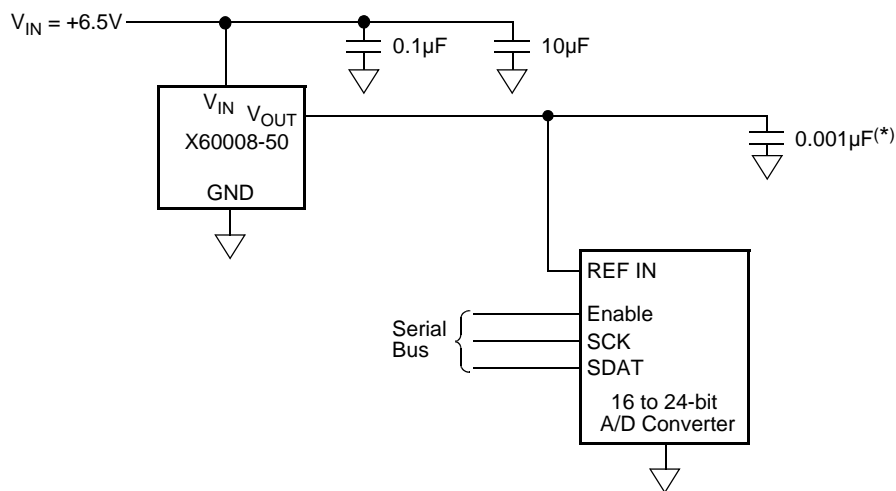 V_IN = +6.5V
0.1µF
10µF
V_IN
V_OUT
X60008-50
GND
0.001µF(*)
REF IN
Enable
SCK
SDAT
Serial
Bus
16 to 24-bit
A/D Converter